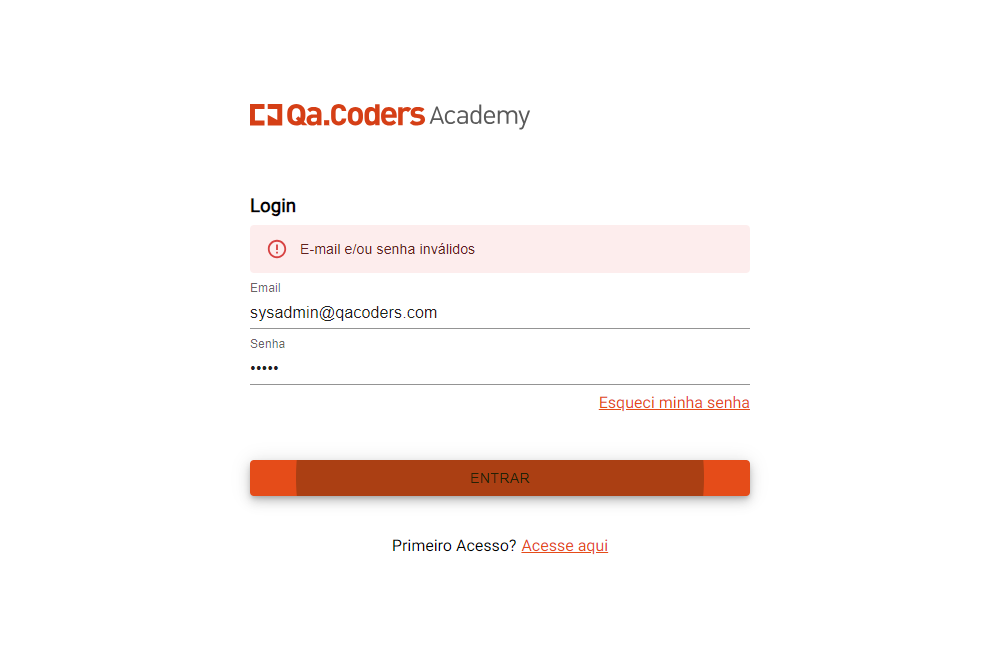 Qa.Coders Academy
Login
E-mail e/ou senha inválidos
Email
sysadmin@qacoders.com
Senha
•••••
Esqueci minha senha
ENTRAR
Primeiro Acesso? Acesse aqui